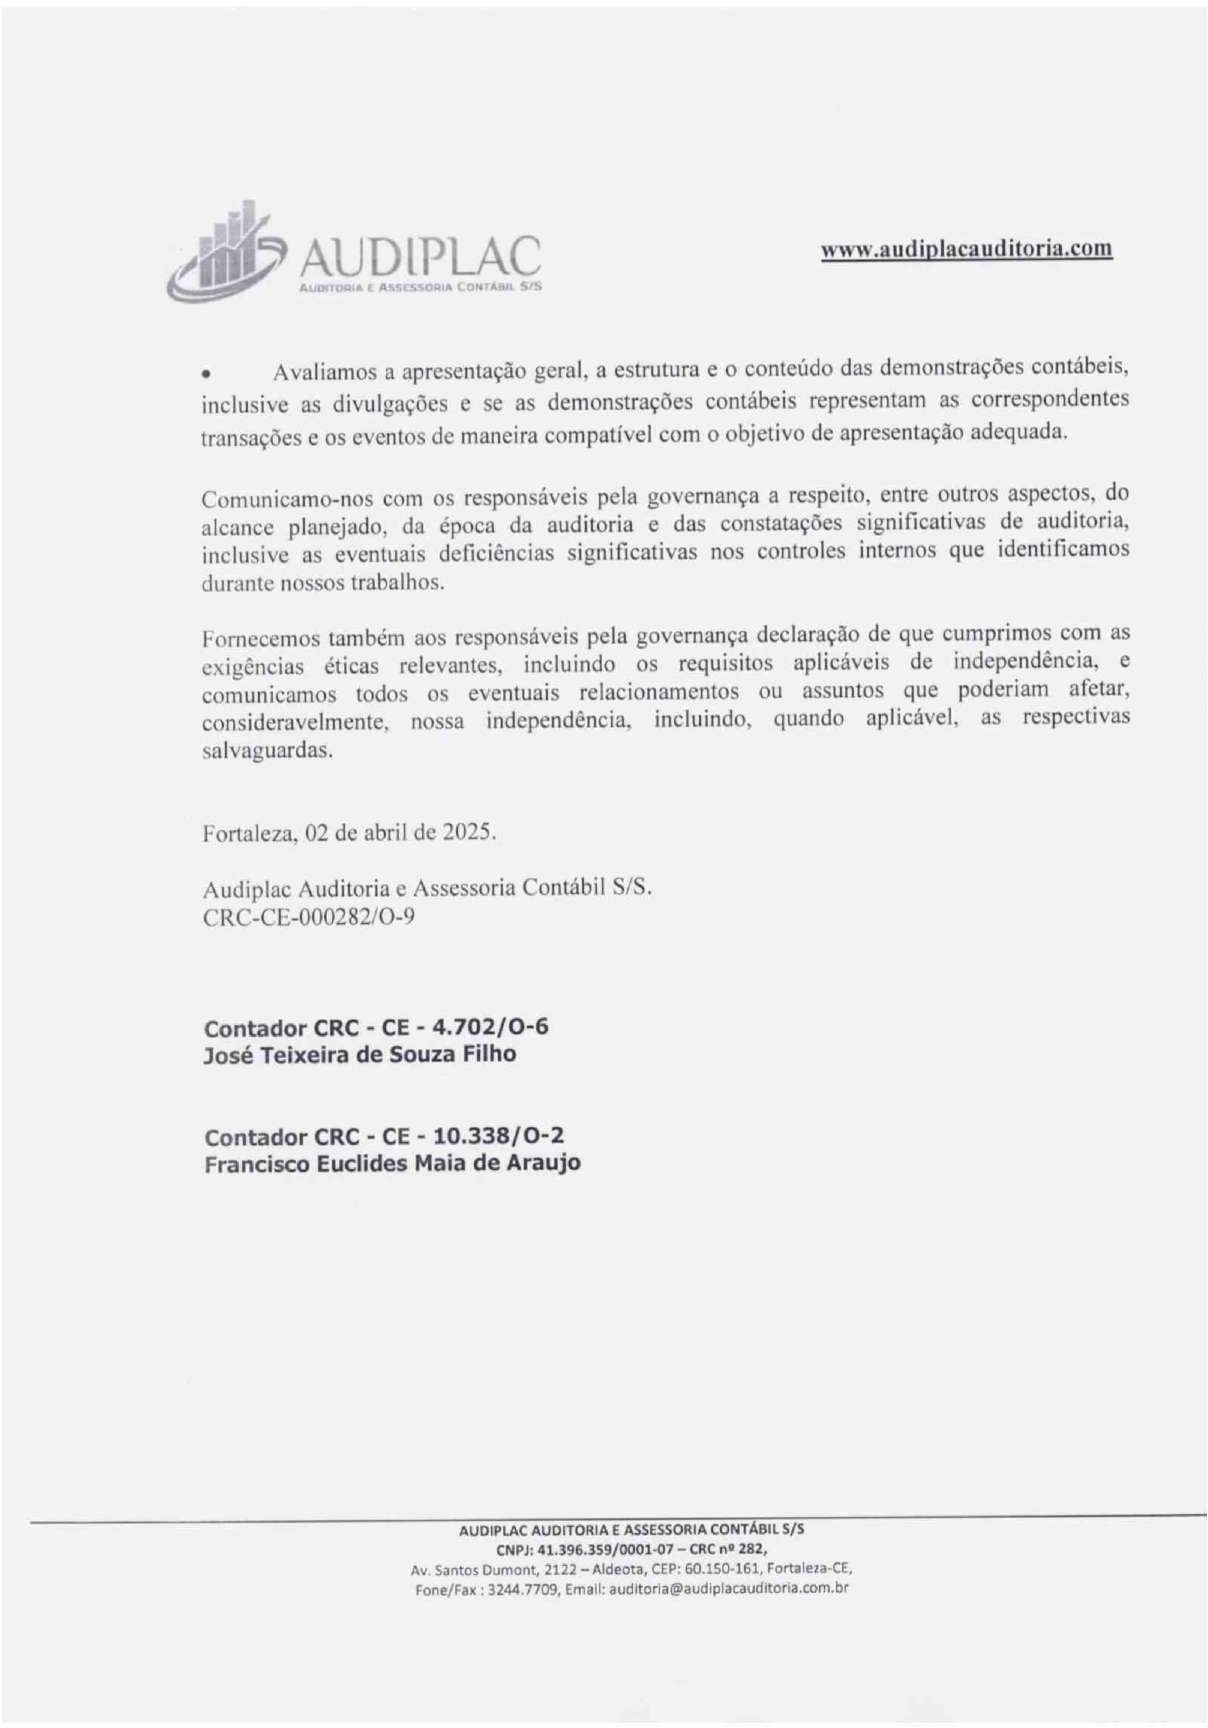 AUDIPLAC
AUDITORIA E ASSESSORIA CONTÁBIL S/S
www.audiplacauditoria.com
• Avaliamos a apresentação geral, a estrutura e o conteúdo das demonstrações contábeis,
inclusive as divulgações e se as demonstrações contábeis representam as correspondentes
transações e os eventos de maneira compatível com o objetivo de apresentação adequada.
Comunicamo-nos com os responsáveis pela governança a respeito, entre outros aspectos, do
alcance planejado, da época da auditoria e das constatações significativas de auditoria,
inclusive as eventuais deficiências significativas nos controles internos que identificamos
durante nossos trabalhos.
Fornecemos também aos responsáveis pela governança declaração de que cumprimos com as
exigências éticas relevantes, incluindo os requisitos aplicáveis de independência, e
comunicamos todos os eventuais relacionamentos ou assuntos que poderiam afetar,
consideravelmente, nossa independência, incluindo, quando aplicável, as respectivas
salvaguardas.
Fortaleza, 02 de abril de 2025.
Audiplac Auditoria e Assessoria Contábil S/S.
CRC-CE-000282/O-9
Contador CRC - CE - 4.702/O-6
José Teixeira de Souza Filho
Contador CRC - CE - 10.338/O-2
Francisco Euclides Maia de Araujo
AUDIPLAC AUDITORIA E ASSESSORIA CONTÁBIL S/S
CNPJ: 41.396.359/0001-07 – CRC nº 282,
Av. Santos Dumont, 2122 – Aldeota, CEP: 60.150-161, Fortaleza-CE,
Fone/Fax : 3244.7709, Email: auditoria@audiplacauditoria.com.br